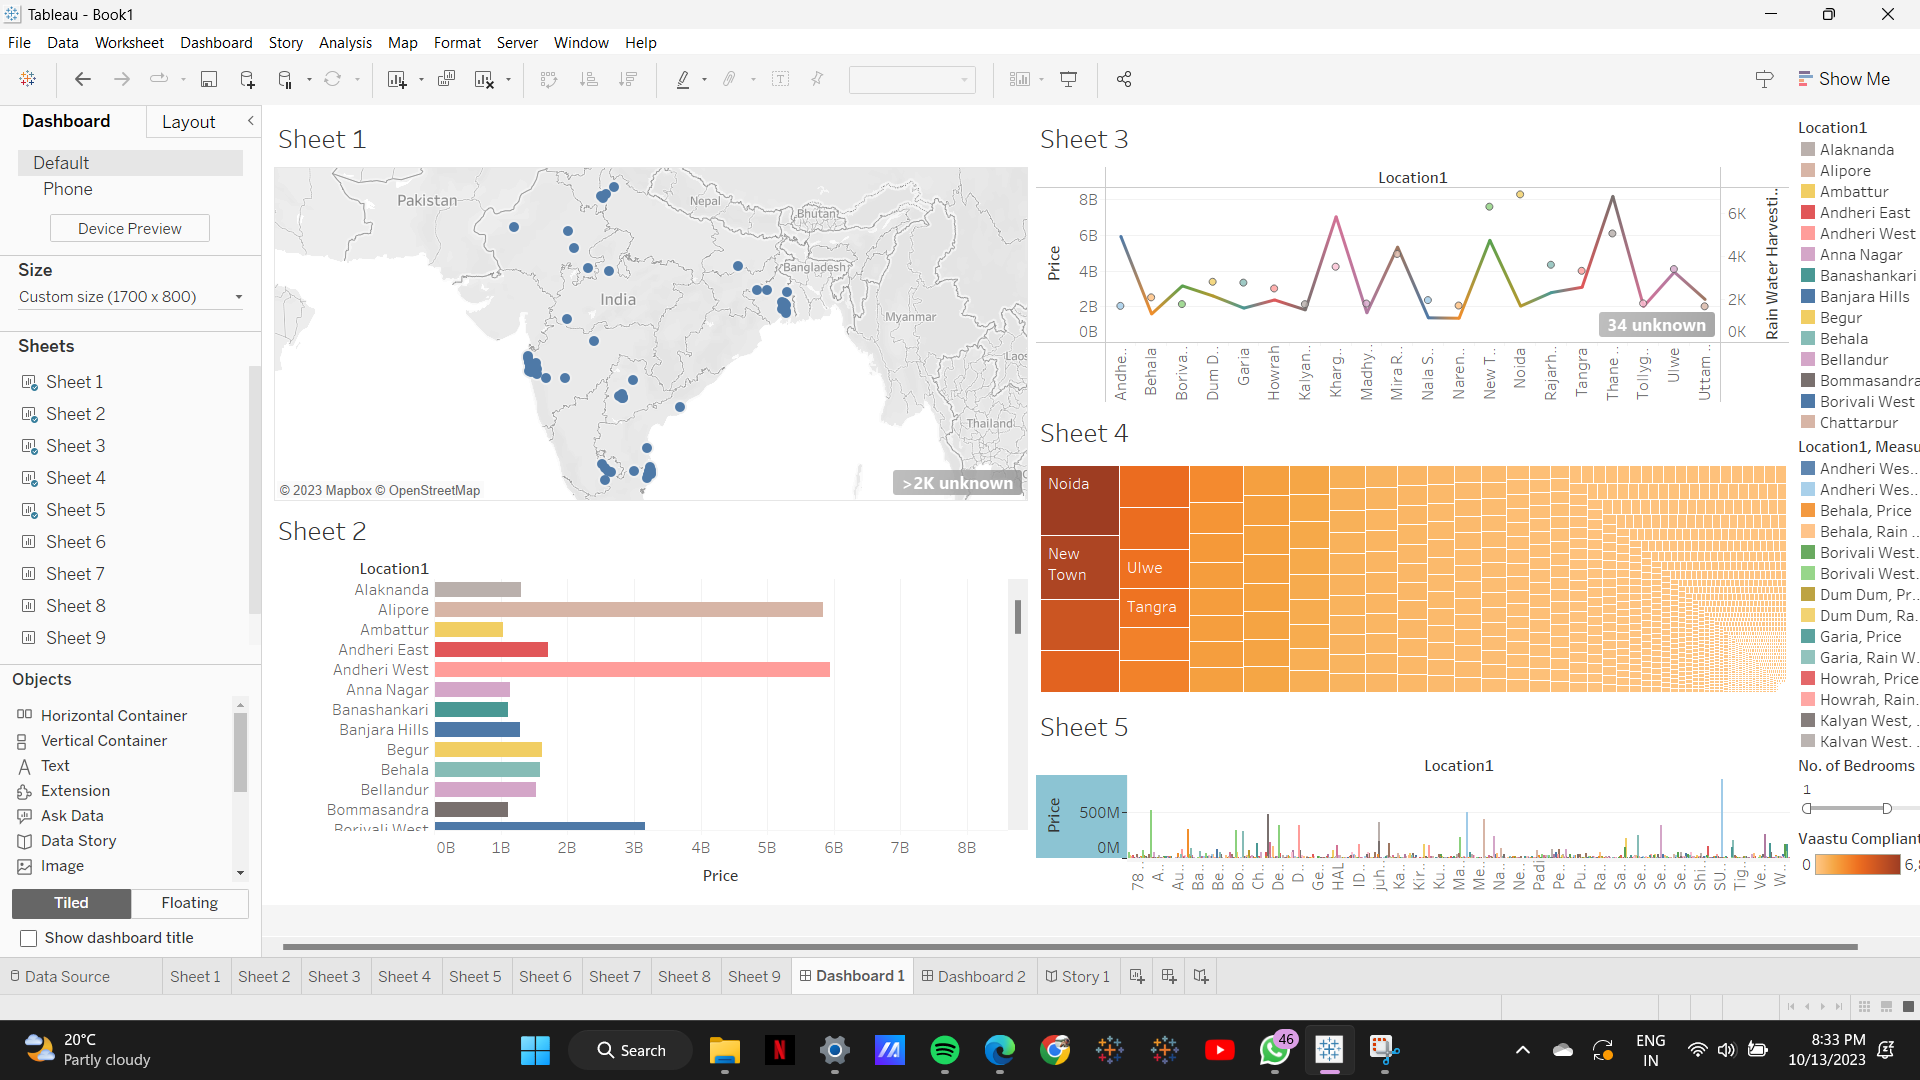 Tableau - Book1
File Data Worksheet Dashboard Story Analysis Map Format Server Window Help
Show Me
Dashboard Layout
Default
Phone
Device Preview
Size
Custom size (1700 x 800)
Sheets
Sheet 1
Sheet 2
Sheet 3
Sheet 4
Sheet 5
Sheet 6
Sheet 7
Sheet 8
Sheet 9
Objects
Horizontal Container
Vertical Container
Text
Extension
Ask Data
Data Story
Image
Tiled Floating
Show dashboard title
Sheet 1
Pakistan
Nepal
Bhutan
Bangladesh
India
Myanmar
Laos
Thailand
>2K unknown
© 2023 Mapbox © OpenStreetMap
Sheet 2
Location1
Alaknanda
Alipore
Ambattur
Andheri East
Andheri West
Anna Nagar
Banashankari
Banjara Hills
Begur
Behala
Bellandur
Bommasandra
Borivali West
0B 1B 2B 3B 4B 5B 6B 7B 8B
Price
Sheet 3
Location1
Price
8B
6B
4B
2B
0B
6K
4K
2K
0K
Rain Water Harvesti..
34 unknown
Andhe.. Behala Boriva.. Dum D.. Garia Howrah Kalyan.. Kharg.. Madhy.. Mira R.. Nala S.. Naren.. New T.. Noida Rajarh.. Tangra Thane .. Tollyg.. Ulwe Uttam ..
Sheet 4
Noida
New Town
Ulwe
Tangra
Sheet 5
Location1
Price
500M
0M
78.. A.. Au.. Ba.. Be.. Bo.. Ch.. De.. D.. Ge.. HAL ID.. juh.. Ka.. Kir.. Ku.. Ma.. Me.. Na.. Ne.. Padi Pe.. Pu.. Ra.. Sa.. Se.. Se.. Se.. Shi.. SU.. Tig.. Ve.. W..
Location1
Alaknanda
Alipore
Ambattur
Andheri East
Andheri West
Anna Nagar
Banashankari
Banjara Hills
Begur
Behala
Bellandur
Bommasandra
Borivali West
Chattarpur
Location1, Measu
Andheri Wes..
Andheri Wes..
Behala, Price
Behala, Rain ..
Borivali West..
Borivali West..
Dum Dum, Pr..
Dum Dum, Ra..
Garia, Price
Garia, Rain W..
Howrah, Price
Howrah, Rain..
Kalyan West, ..
Kalyan West. ..
No. of Bedrooms
1
Vaastu Compliant
0 6,8
Data Source Sheet 1 Sheet 2 Sheet 3 Sheet 4 Sheet 5 Sheet 6 Sheet 7 Sheet 8 Sheet 9 Dashboard 1 Dashboard 2 Story 1
20°C
Partly cloudy
Search
46
ENG
IN
8:33 PM
10/13/2023